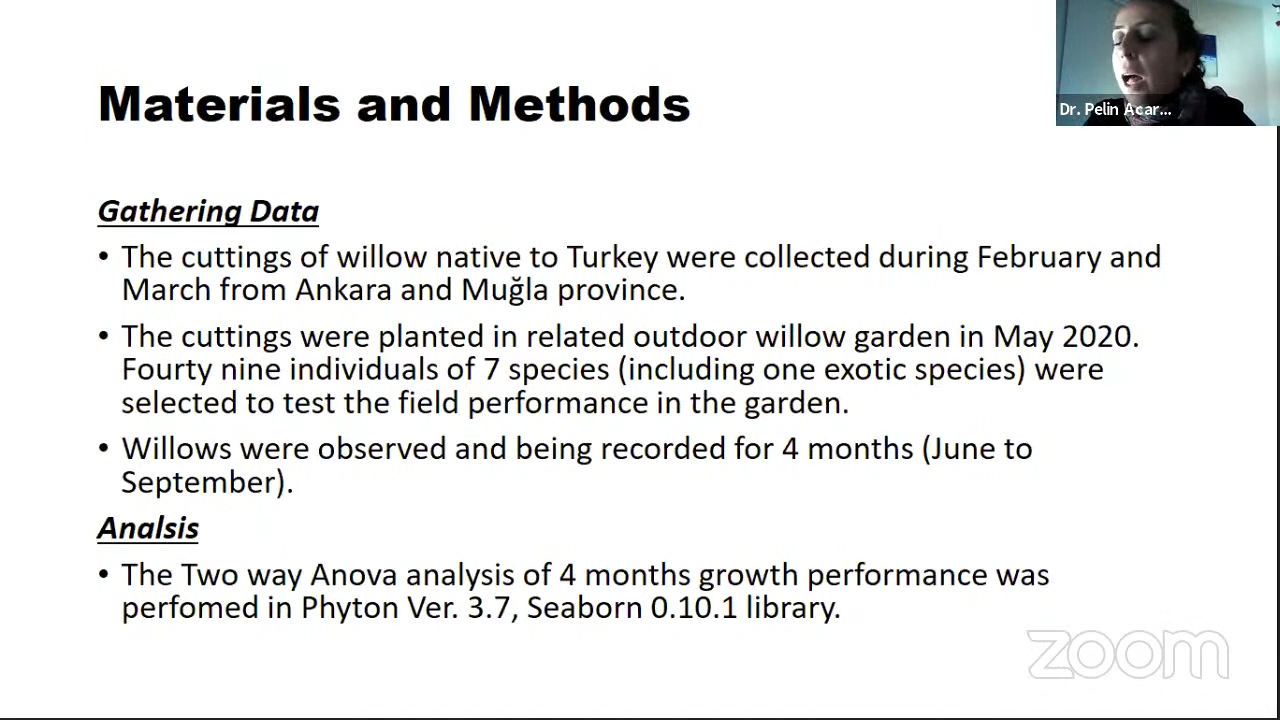 Materials and Methods
Dr. Pelin Acar...
Gathering Data
• The cuttings of willow native to Turkey were collected during February and
March from Ankara and Muğla province.
• The cuttings were planted in related outdoor willow garden in May 2020.
Fourty nine individuals of 7 species (including one exotic species) were
selected to test the field performance in the garden.
• Willows were observed and being recorded for 4 months (June to
September).
Analsis
• The Two way Anova analysis of 4 months growth performance was
perfomed in Phyton Ver. 3.7, Seaborn 0.10.1 library.
zoom